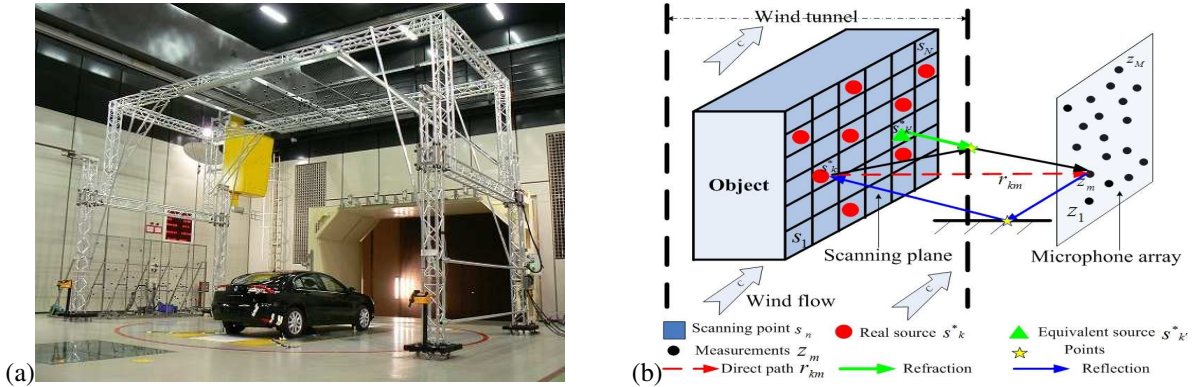 (a)
(b)
Wind tunnel
c
s_N
z_M
s*_k'
s*_k
Object
r_km
z_m
z_1
s_1
Scanning plane
Microphone array
c
c
Wind flow
Scanning point s_n
Real source s*_k
Equivalent source s*_k'
Measurements z_m
Points
Direct path r_km
Refraction
Reflection